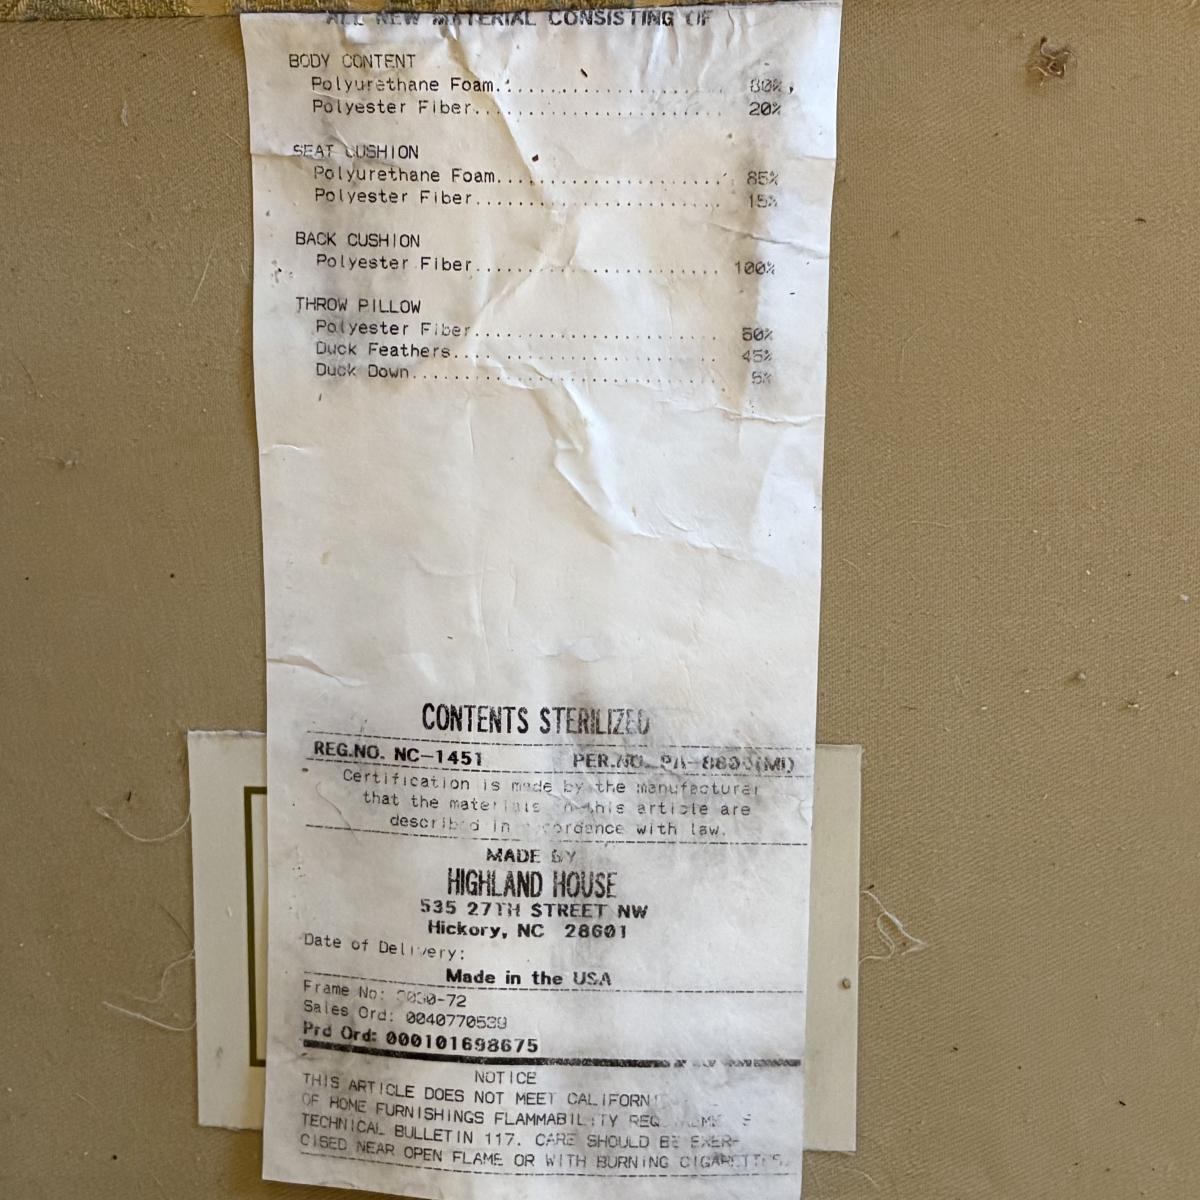 ALL NEW MATERIAL CONSISTING OF
BODY CONTENT
Polyurethane Foam.................... 80%
Polyester Fiber...................... 20%
SEAT CUSHION
Polyurethane Foam.................... 85%
Polyester Fiber...................... 15%
BACK CUSHION
Polyester Fiber...................... 100%
THROW PILLOW
Polyester Fiber...................... 50%
Duck Feathers........................ 45%
Duck Down............................ 5%
CONTENTS STERILIZED
REG.NO. NC-1451 PER.NO. (MI)
Certification is made by the manufacturer
that the materials in this article are
described in accordance with law.
MADE BY
HIGHLAND HOUSE
535 27TH STREET NW
Hickory, NC 28601
Date of Delivery:
Made in the USA
Frame No:
Sales Ord: 0040770539
Prd Ord: 000101698675
NOTICE
THIS ARTICLE DOES NOT MEET
OF HOME FURNISHINGS FLAMMABILITY
TECHNICAL BULLETIN 117. CARE SHOULD BE EXER-
CISED NEAR OPEN FLAME OR WITH BURNING CIGARETTES.